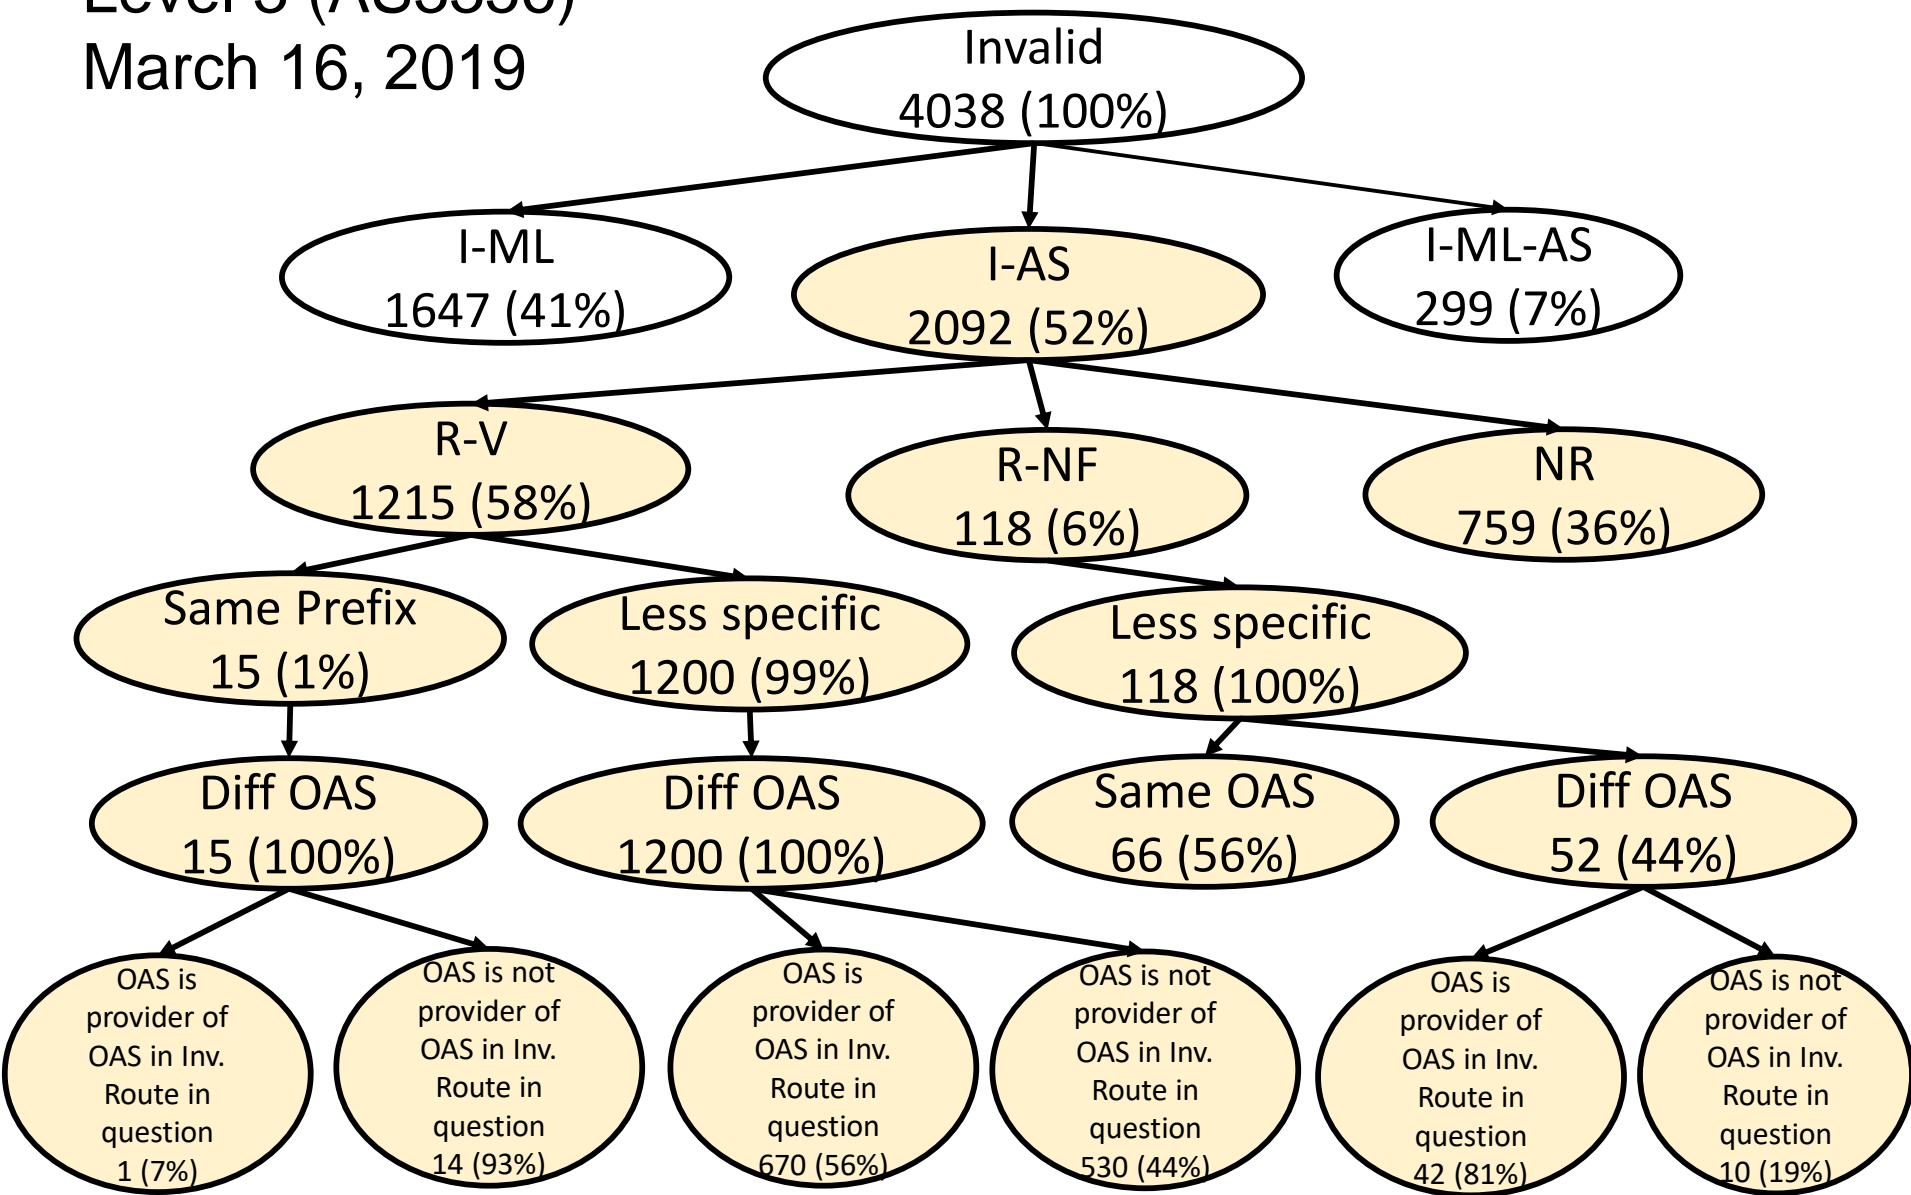 Level 3 (AS3356)
March 16, 2019
Invalid
4038 (100%)
I-ML
1647 (41%)
I-AS
2092 (52%)
I-ML-AS
299 (7%)
R-V
1215 (58%)
R-NF
118 (6%)
NR
759 (36%)
Same Prefix
15 (1%)
Less specific
1200 (99%)
Less specific
118 (100%)
Diff OAS
15 (100%)
Diff OAS
1200 (100%)
Same OAS
66 (56%)
Diff OAS
52 (44%)
OAS is
provider of
OAS in Inv.
Route in
question
1 (7%)
OAS is not
provider of
OAS in Inv.
Route in
question
14 (93%)
OAS is
provider of
OAS in Inv.
Route in
question
670 (56%)
OAS is not
provider of
OAS in Inv.
Route in
question
530 (44%)
OAS is
provider of
OAS in Inv.
Route in
question
42 (81%)
OAS is not
provider of
OAS in Inv.
Route in
question
10 (19%)